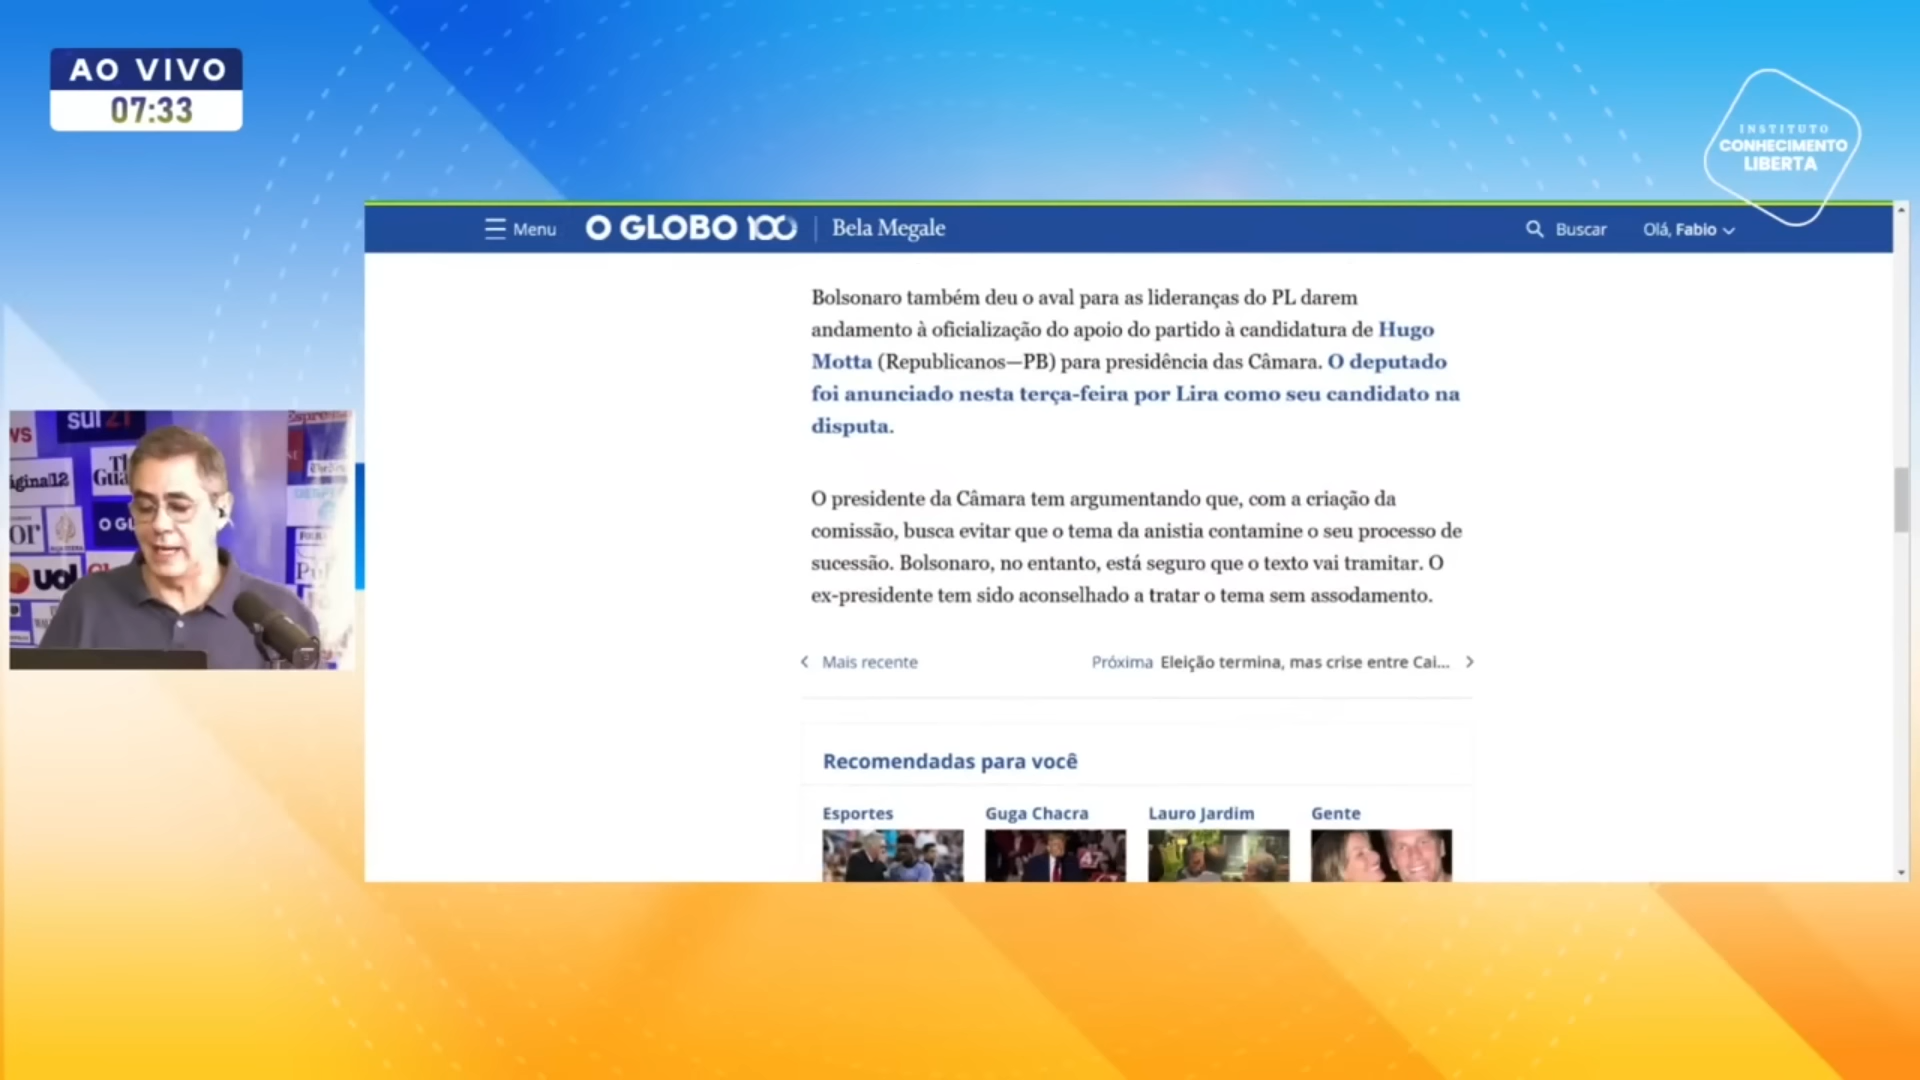 AO VIVO
07:33
INSTITUTO
CONHECIMENTO
LIBERTA
Menu
O GLOBO 100
Bela Megale
Buscar
Olá, Fabio
Bolsonaro também deu o aval para as lideranças do PL darem
andamento à oficialização do apoio do partido à candidatura de Hugo
Motta (Republicanos—PB) para presidência das Câmara. O deputado
foi anunciado nesta terça-feira por Lira como seu candidato na
disputa.
O presidente da Câmara tem argumentando que, com a criação da
comissão, busca evitar que o tema da anistia contamine o seu processo de
sucessão. Bolsonaro, no entanto, está seguro que o texto vai tramitar. O
ex-presidente tem sido aconselhado a tratar o tema sem assodamento.
Mais recente
Próxima Eleição termina, mas crise entre Cai...
Recomendadas para você
Esportes
Guga Chacra
Lauro Jardim
Gente
47
sul 21
ágina12
O GL
uol